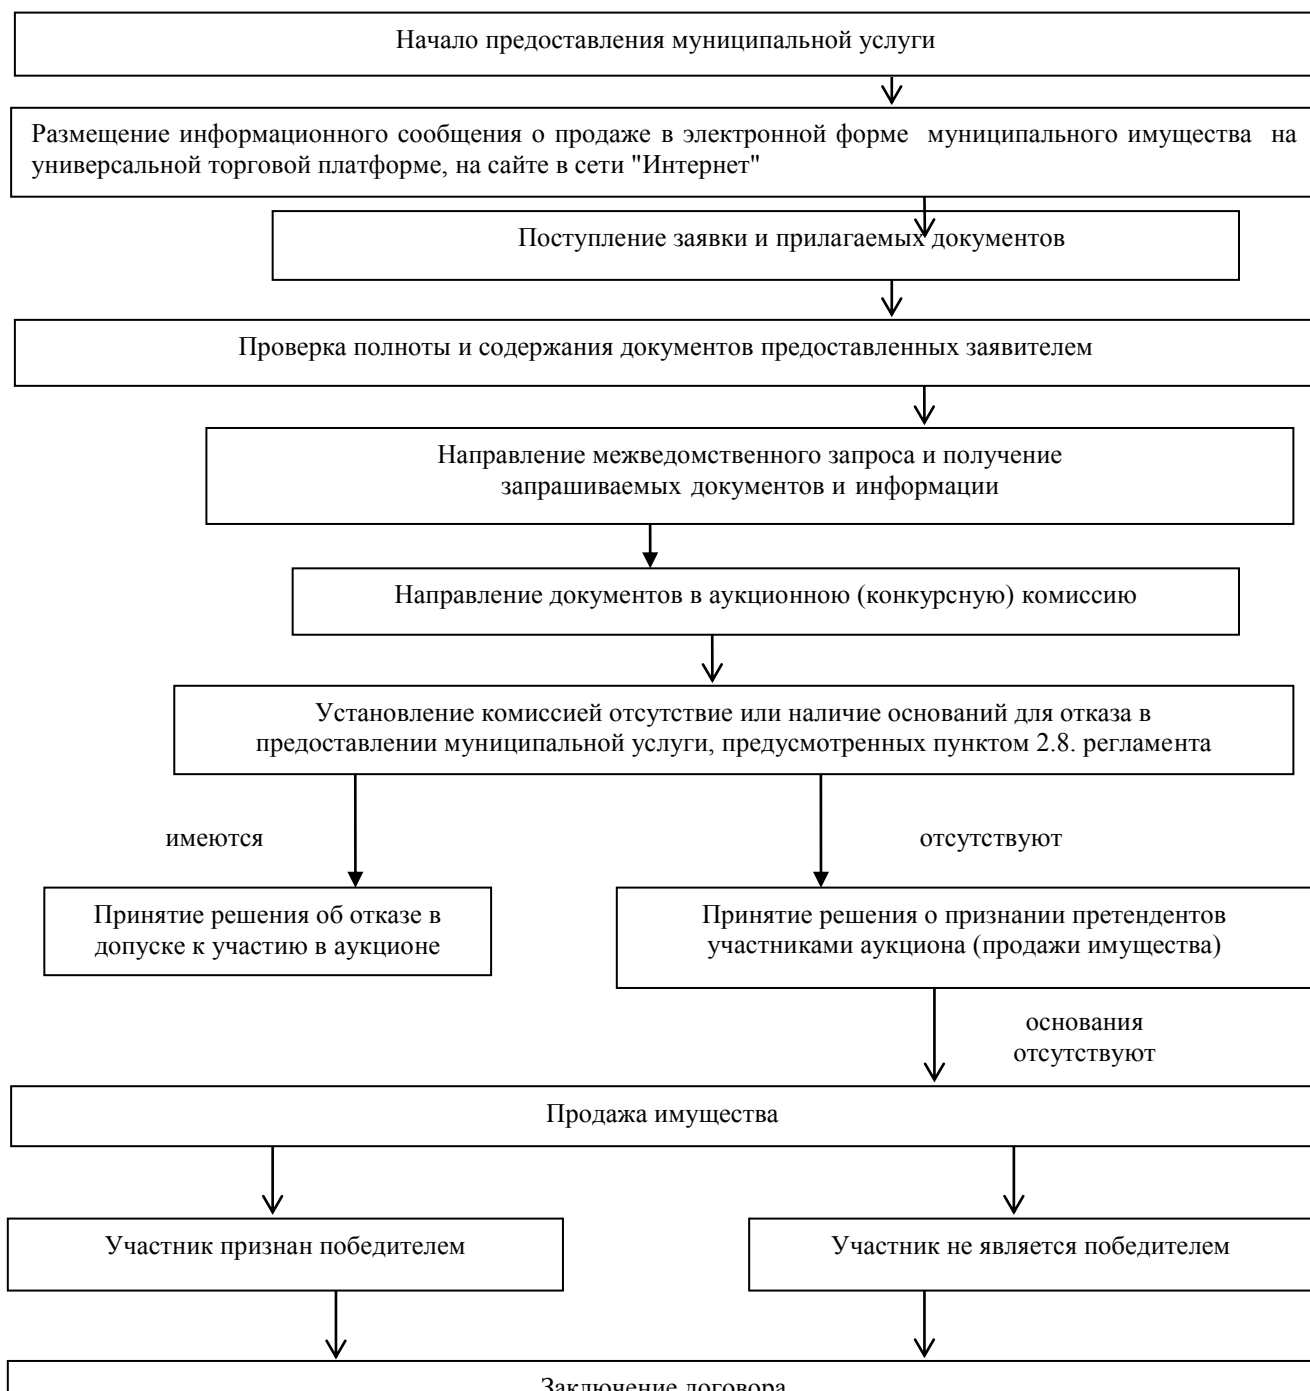 Начало предоставления муниципальной услуги
Размещение информационного сообщения о продаже в электронной форме муниципального имущества на
универсальной торговой платформе, на сайте в сети "Интернет"
Поступление заявки и прилагаемых документов
Проверка полноты и содержания документов предоставленных заявителем
Направление межведомственного запроса и получение
запрашиваемых документов и информации
Направление документов в аукционною (конкурсную) комиссию
Установление комиссией отсутствие или наличие оснований для отказа в
предоставлении муниципальной услуги, предусмотренных пунктом 2.8. регламента
имеются
отсутствуют
Принятие решения об отказе в
допуске к участию в аукционе
Принятие решения о признании претендентов
участниками аукциона (продажи имущества)
основания
отсутствуют
Продажа имущества
Участник признан победителем
Участник не является победителем
Заключение договора